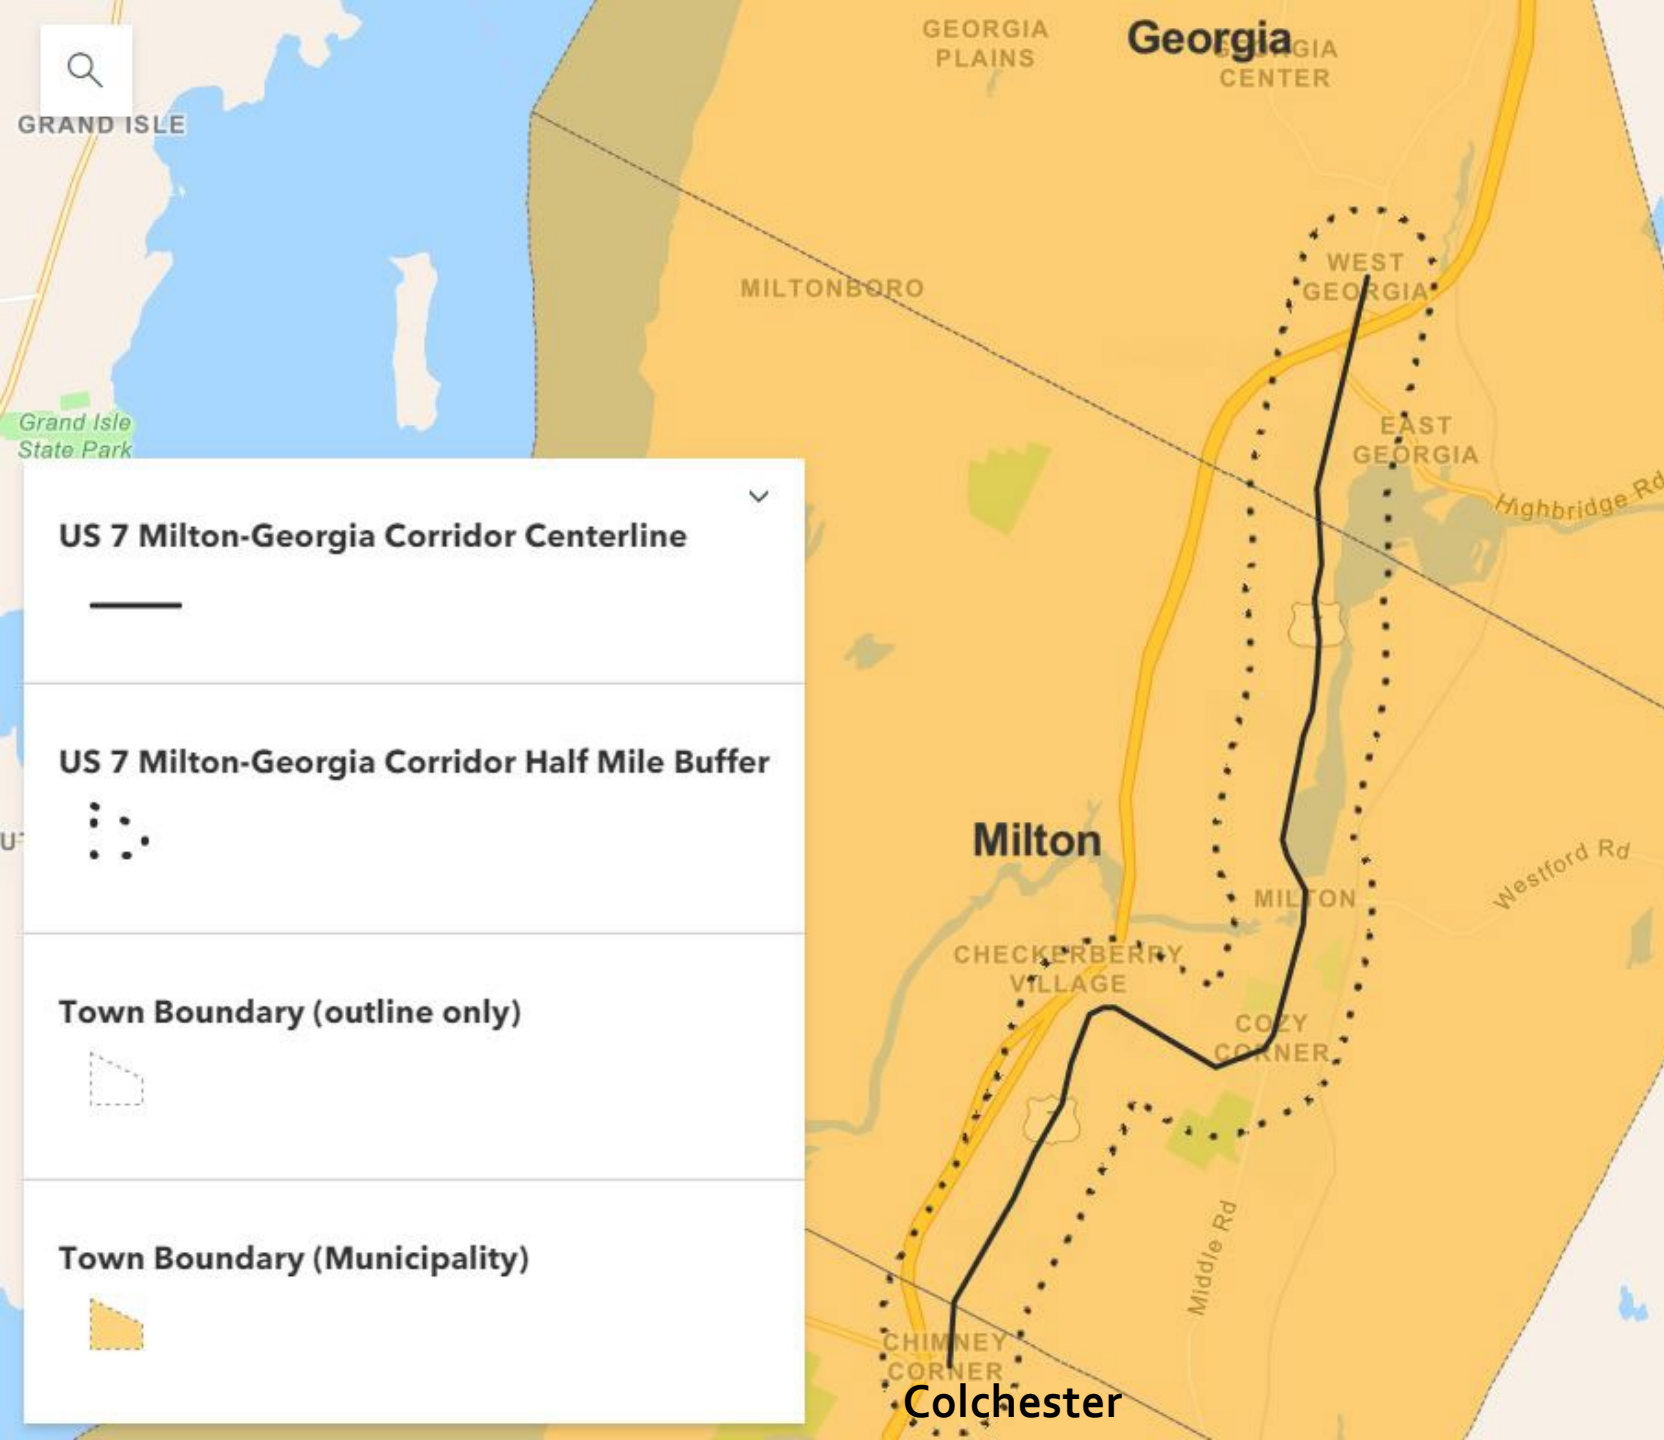 GEORGIA
PLAINS
Georgia
GEORGIA
CENTER
GRAND ISLE
WEST
GEORGIA
MILTONBORO
Grand Isle
State Park
EAST
GEORGIA
Highbridge Rd
US 7 Milton-Georgia Corridor Centerline
US 7 Milton-Georgia Corridor Half Mile Buffer
Milton
Westford Rd
MILTON
CHECKERBERRY
VILLAGE
Town Boundary (outline only)
COZY
CORNER
7
Middle Rd
Town Boundary (Municipality)
CHIMNEY
CORNER
Colchester